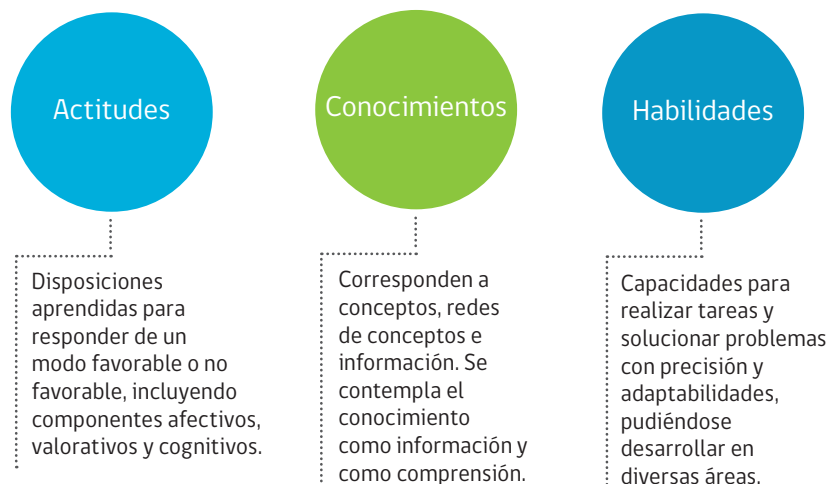 Actitudes
Disposiciones
aprendidas para
responder de un
modo favorable o no
favorable, incluyendo
componentes afectivos,
valorativos y cognitivos.
Conocimientos
Corresponden a
conceptos, redes
de conceptos e
información. Se
contempla el
conocimiento
como información y
como comprensión.
Habilidades
Capacidades para
realizar tareas y
solucionar problemas
con precisión y
adaptabilidades,
pudiéndose
desarrollar en
diversas áreas.